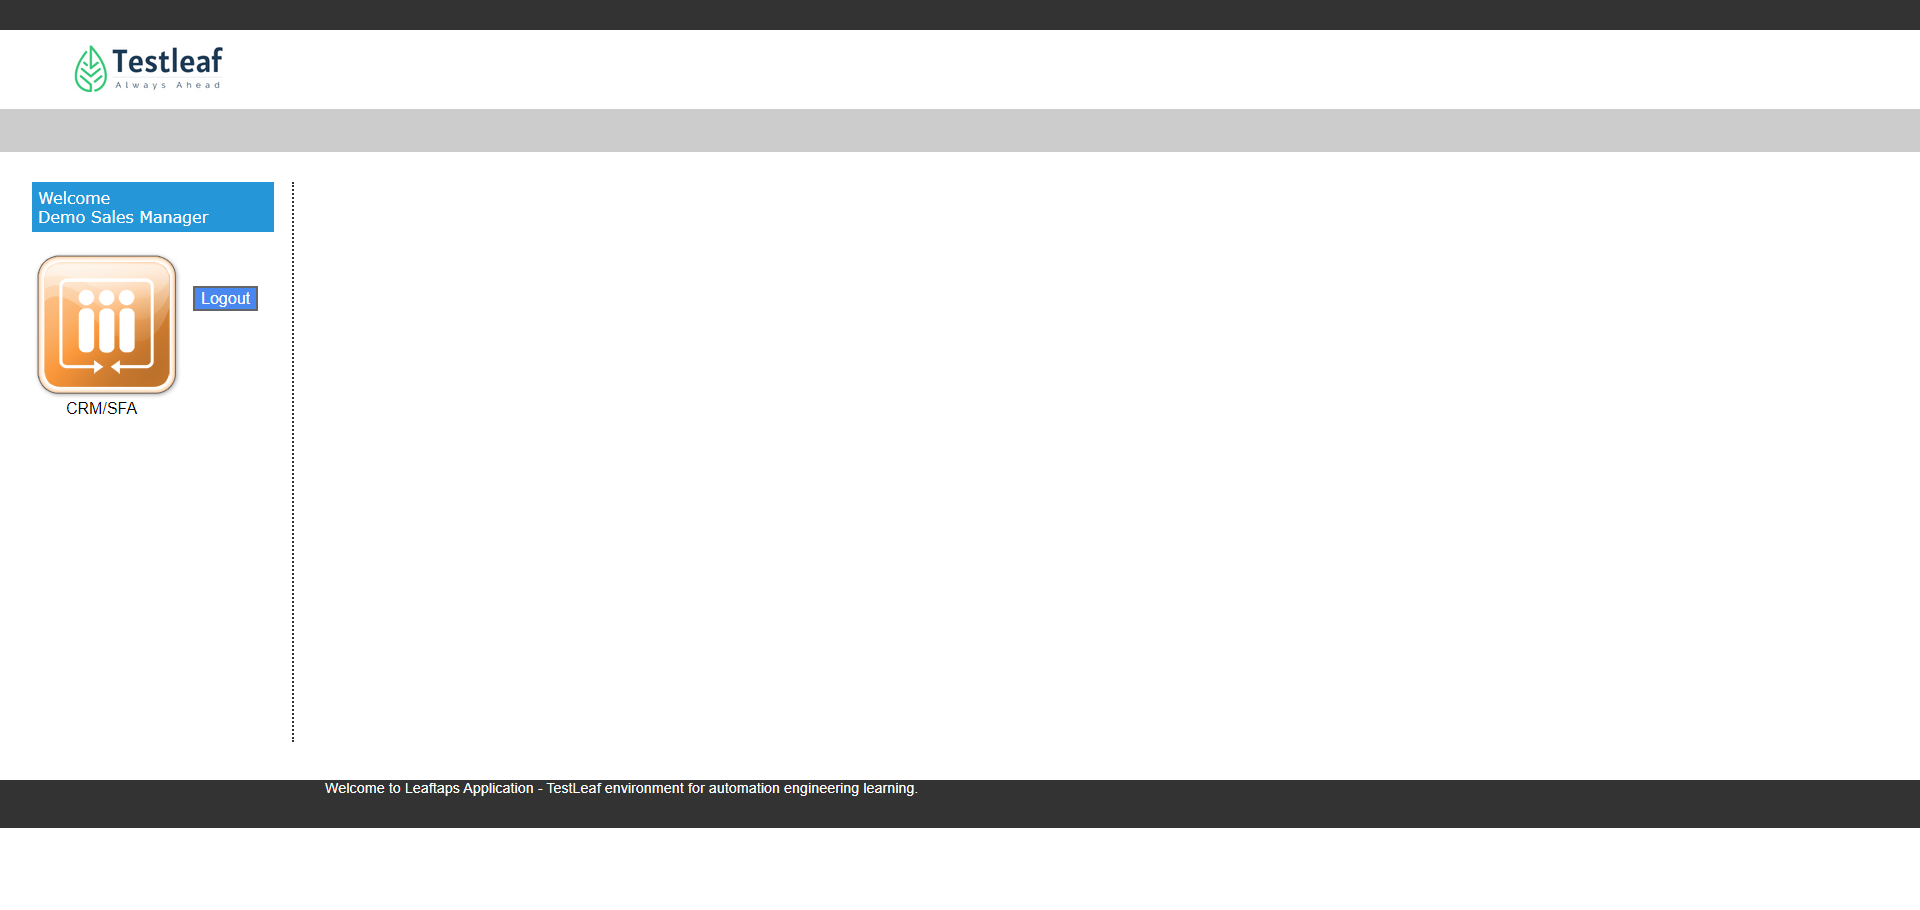 Testleaf
Always Ahead
Welcome
Demo Sales Manager
Logout
CRM/SFA
Welcome to Leaftaps Application - TestLeaf environment for automation engineering learning.